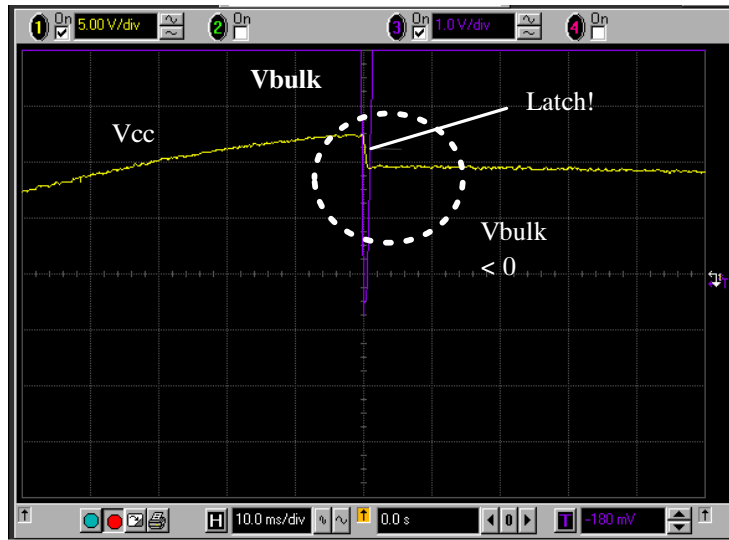 1 On 5.00 V/div 2 On 3 On 1.0 V/div 4 On
Vbulk
Latch!
Vcc
Vbulk
< 0
T
H 10.0 ms/div T 0.0 s 0 T -180 mV